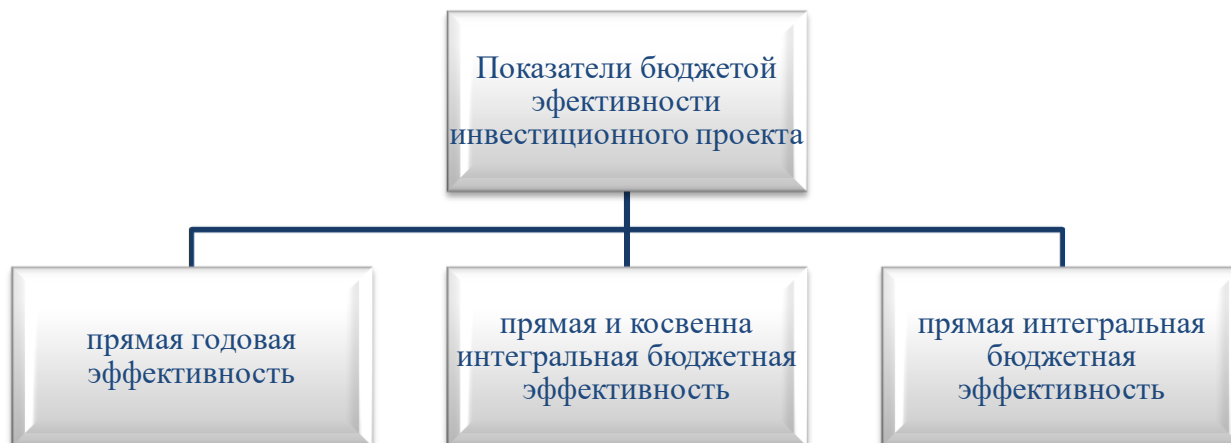 Показатели бюджетой
эфективности
инвестиционного проекта
прямая годовая
эффективность
прямая и косвенна
интегральная бюджетная
эффективность
прямая интегральная
бюджетная
эффективность